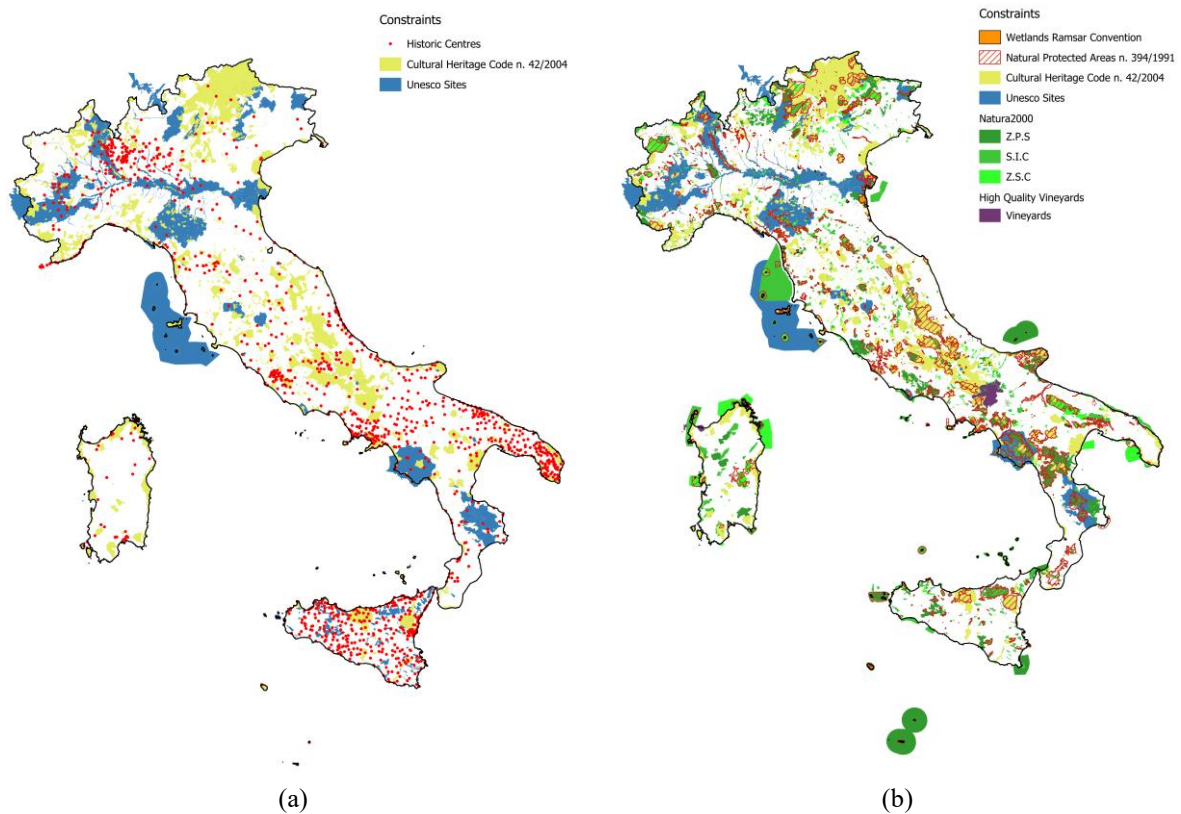 Constraints
Historic Centres
Cultural Heritage Code n. 42/2004
Unesco Sites
(a)
Constraints
Wetlands Ramsar Convention
Natural Protected Areas n. 394/1991
Cultural Heritage Code n. 42/2004
Unesco Sites
Natura2000
Z.P.S
S.I.C
Z.S.C
High Quality Vineyards
Vineyards
(b)